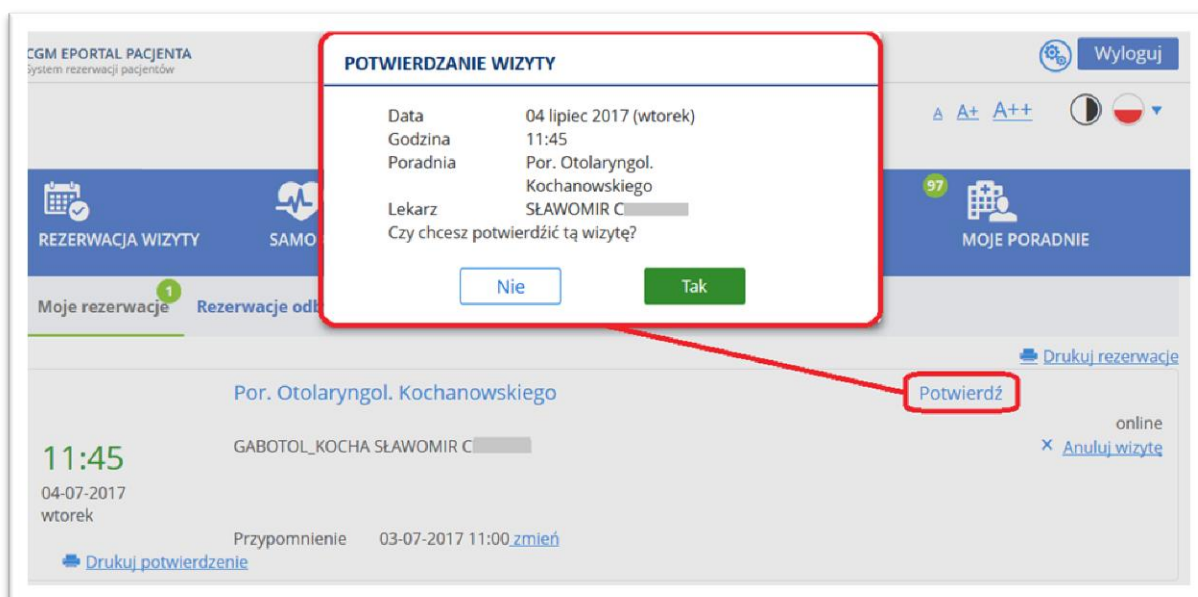 CGM EPORTAL PACJENTA
System rezerwacji pacjentów
Wyloguj
A A+ A++
POTWIERDZANIE WIZYTY
Data 04 lipiec 2017 (wtorek)
Godzina 11:45
Poradnia Por. Otolaryngol.
Kochanowskiego
Lekarz SŁAWOMIR C
Czy chcesz potwierdźić tą wizytę?
Nie Tak
REZERWACJA WIZYTY
SAMO
97
MOJE PORADNIE
Moje rezerwacje 1
Rezerwacje odb
Drukuj rezerwacje
Por. Otolaryngol. Kochanowskiego
Potwierdź
online
GABOTOL_KOCHA SŁAWOMIR C
Anuluj wizytę
11:45
04-07-2017
wtorek
Przypomnienie 03-07-2017 11:00 zmień
Drukuj potwierdzenie